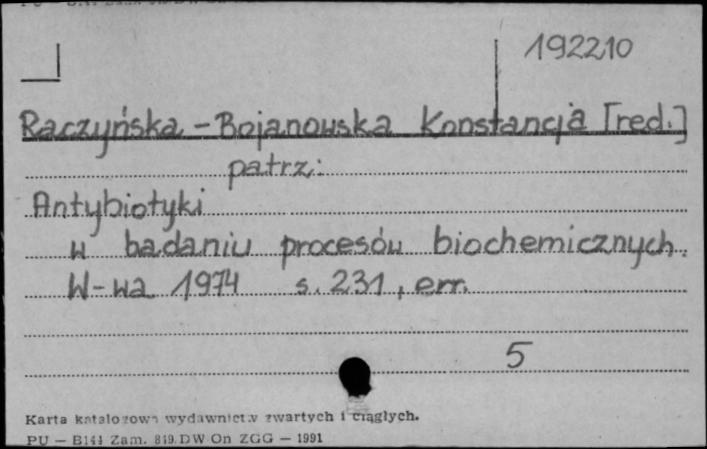 192210
Raczyńska-Bojanowska Konstancja [red.]
patrz:
Antybiotyki
w badaniu procesów biochemicznych.
W-wa 1974 s. 231, err.
5
Karta katalogowa wydawnictw zwartych i ciągłych.
PU — B144 Zam. 819.DW On ZGG — 1991